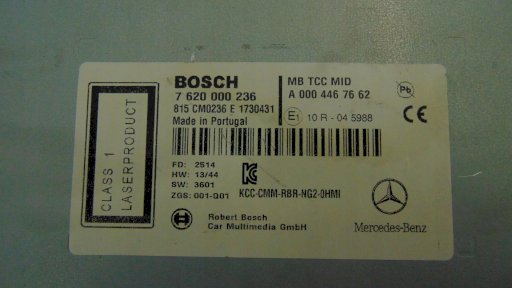 CLASS 1
LASERPRODUCT
BOSCH
7 620 000 236
815 CM0236 E 1730431
Made in Portugal
FD: 2514
HW: 13/44
SW: 3601
ZGS: 001-001
KCC-CMM-RBR-NG2-0HMI
Robert Bosch
Car Multimedia GmbH
MB TCC MID
A 000 446 76 62
Pb
E1 10 R - 04 5988
CE
Mercedes-Benz